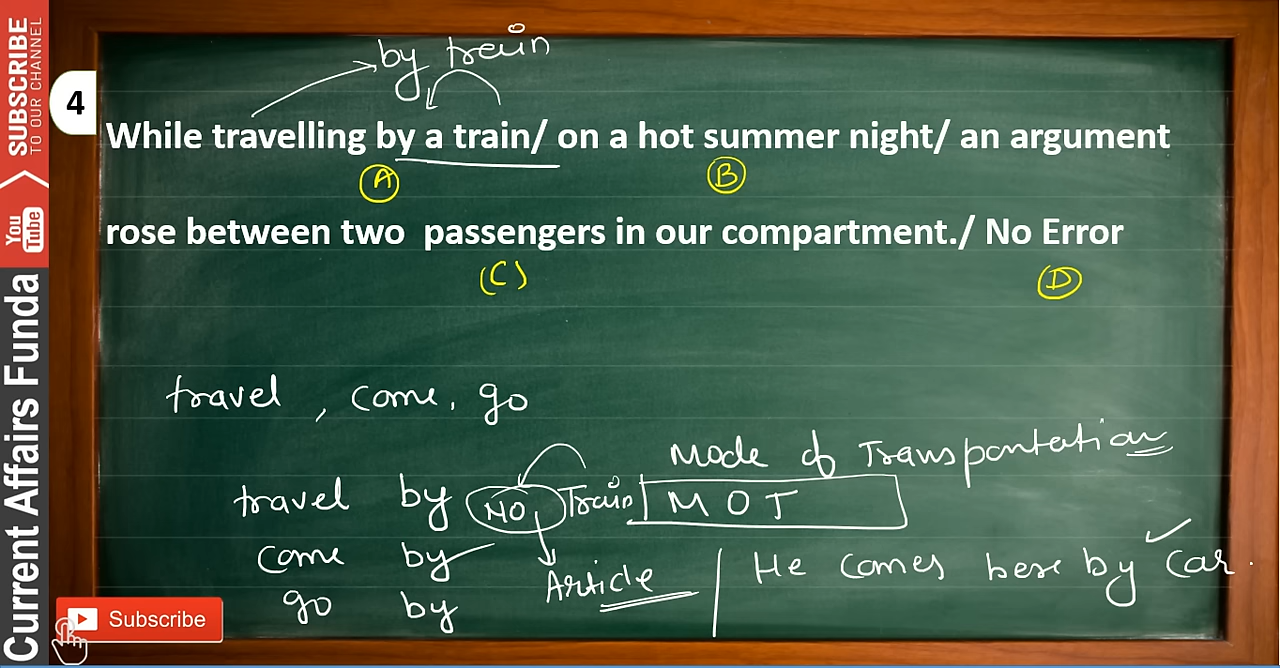 SUBSCRIBE
TO OUR CHANNEL
You
Tube
Current Affairs Funda
by train
4
While travelling by a train/ on a hot summer night/ an argument
A
B
rose between two passengers in our compartment./ No Error
(C)
D
travel , come, go
Mode of Transportation
travel by NO Train M O T
come by
Article
He comes here by Car.
go by
Subscribe